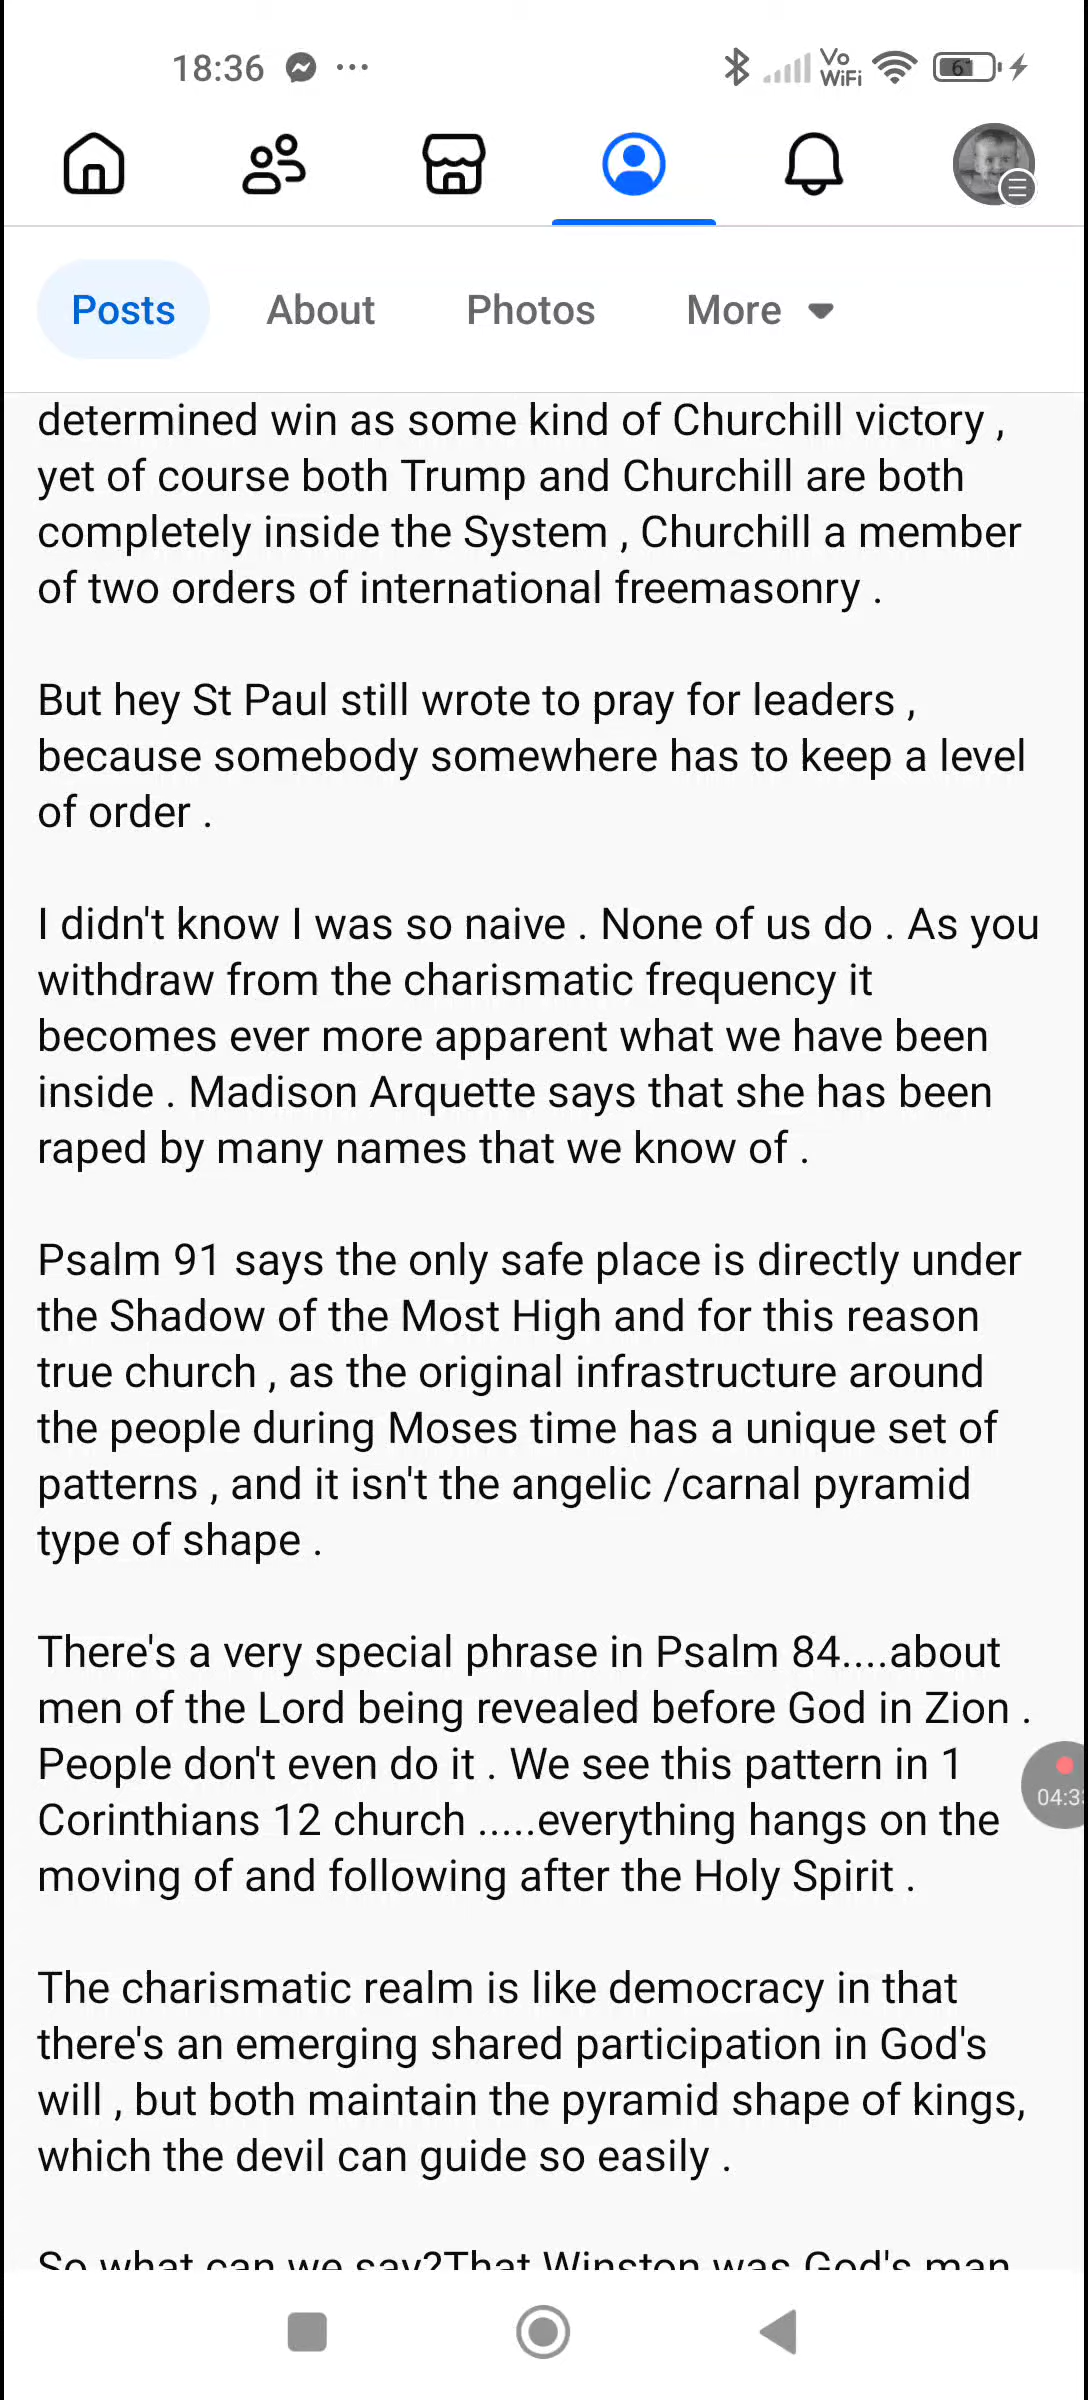 18:36
Vo
WiFi
Posts
About
Photos
More
determined win as some kind of Churchill victory ,
yet of course both Trump and Churchill are both
completely inside the System , Churchill a member
of two orders of international freemasonry .
But hey St Paul still wrote to pray for leaders ,
because somebody somewhere has to keep a level
of order .
I didn't know I was so naive . None of us do . As you
withdraw from the charismatic frequency it
becomes ever more apparent what we have been
inside . Madison Arquette says that she has been
raped by many names that we know of .
Psalm 91 says the only safe place is directly under
the Shadow of the Most High and for this reason
true church , as the original infrastructure around
the people during Moses time has a unique set of
patterns , and it isn't the angelic /carnal pyramid
type of shape .
There's a very special phrase in Psalm 84....about
men of the Lord being revealed before God in Zion .
People don't even do it . We see this pattern in 1
Corinthians 12 church .....everything hangs on the
moving of and following after the Holy Spirit .
The charismatic realm is like democracy in that
there's an emerging shared participation in God's
will , but both maintain the pyramid shape of kings,
which the devil can guide so easily .
So what can we say?That Winston was God's man